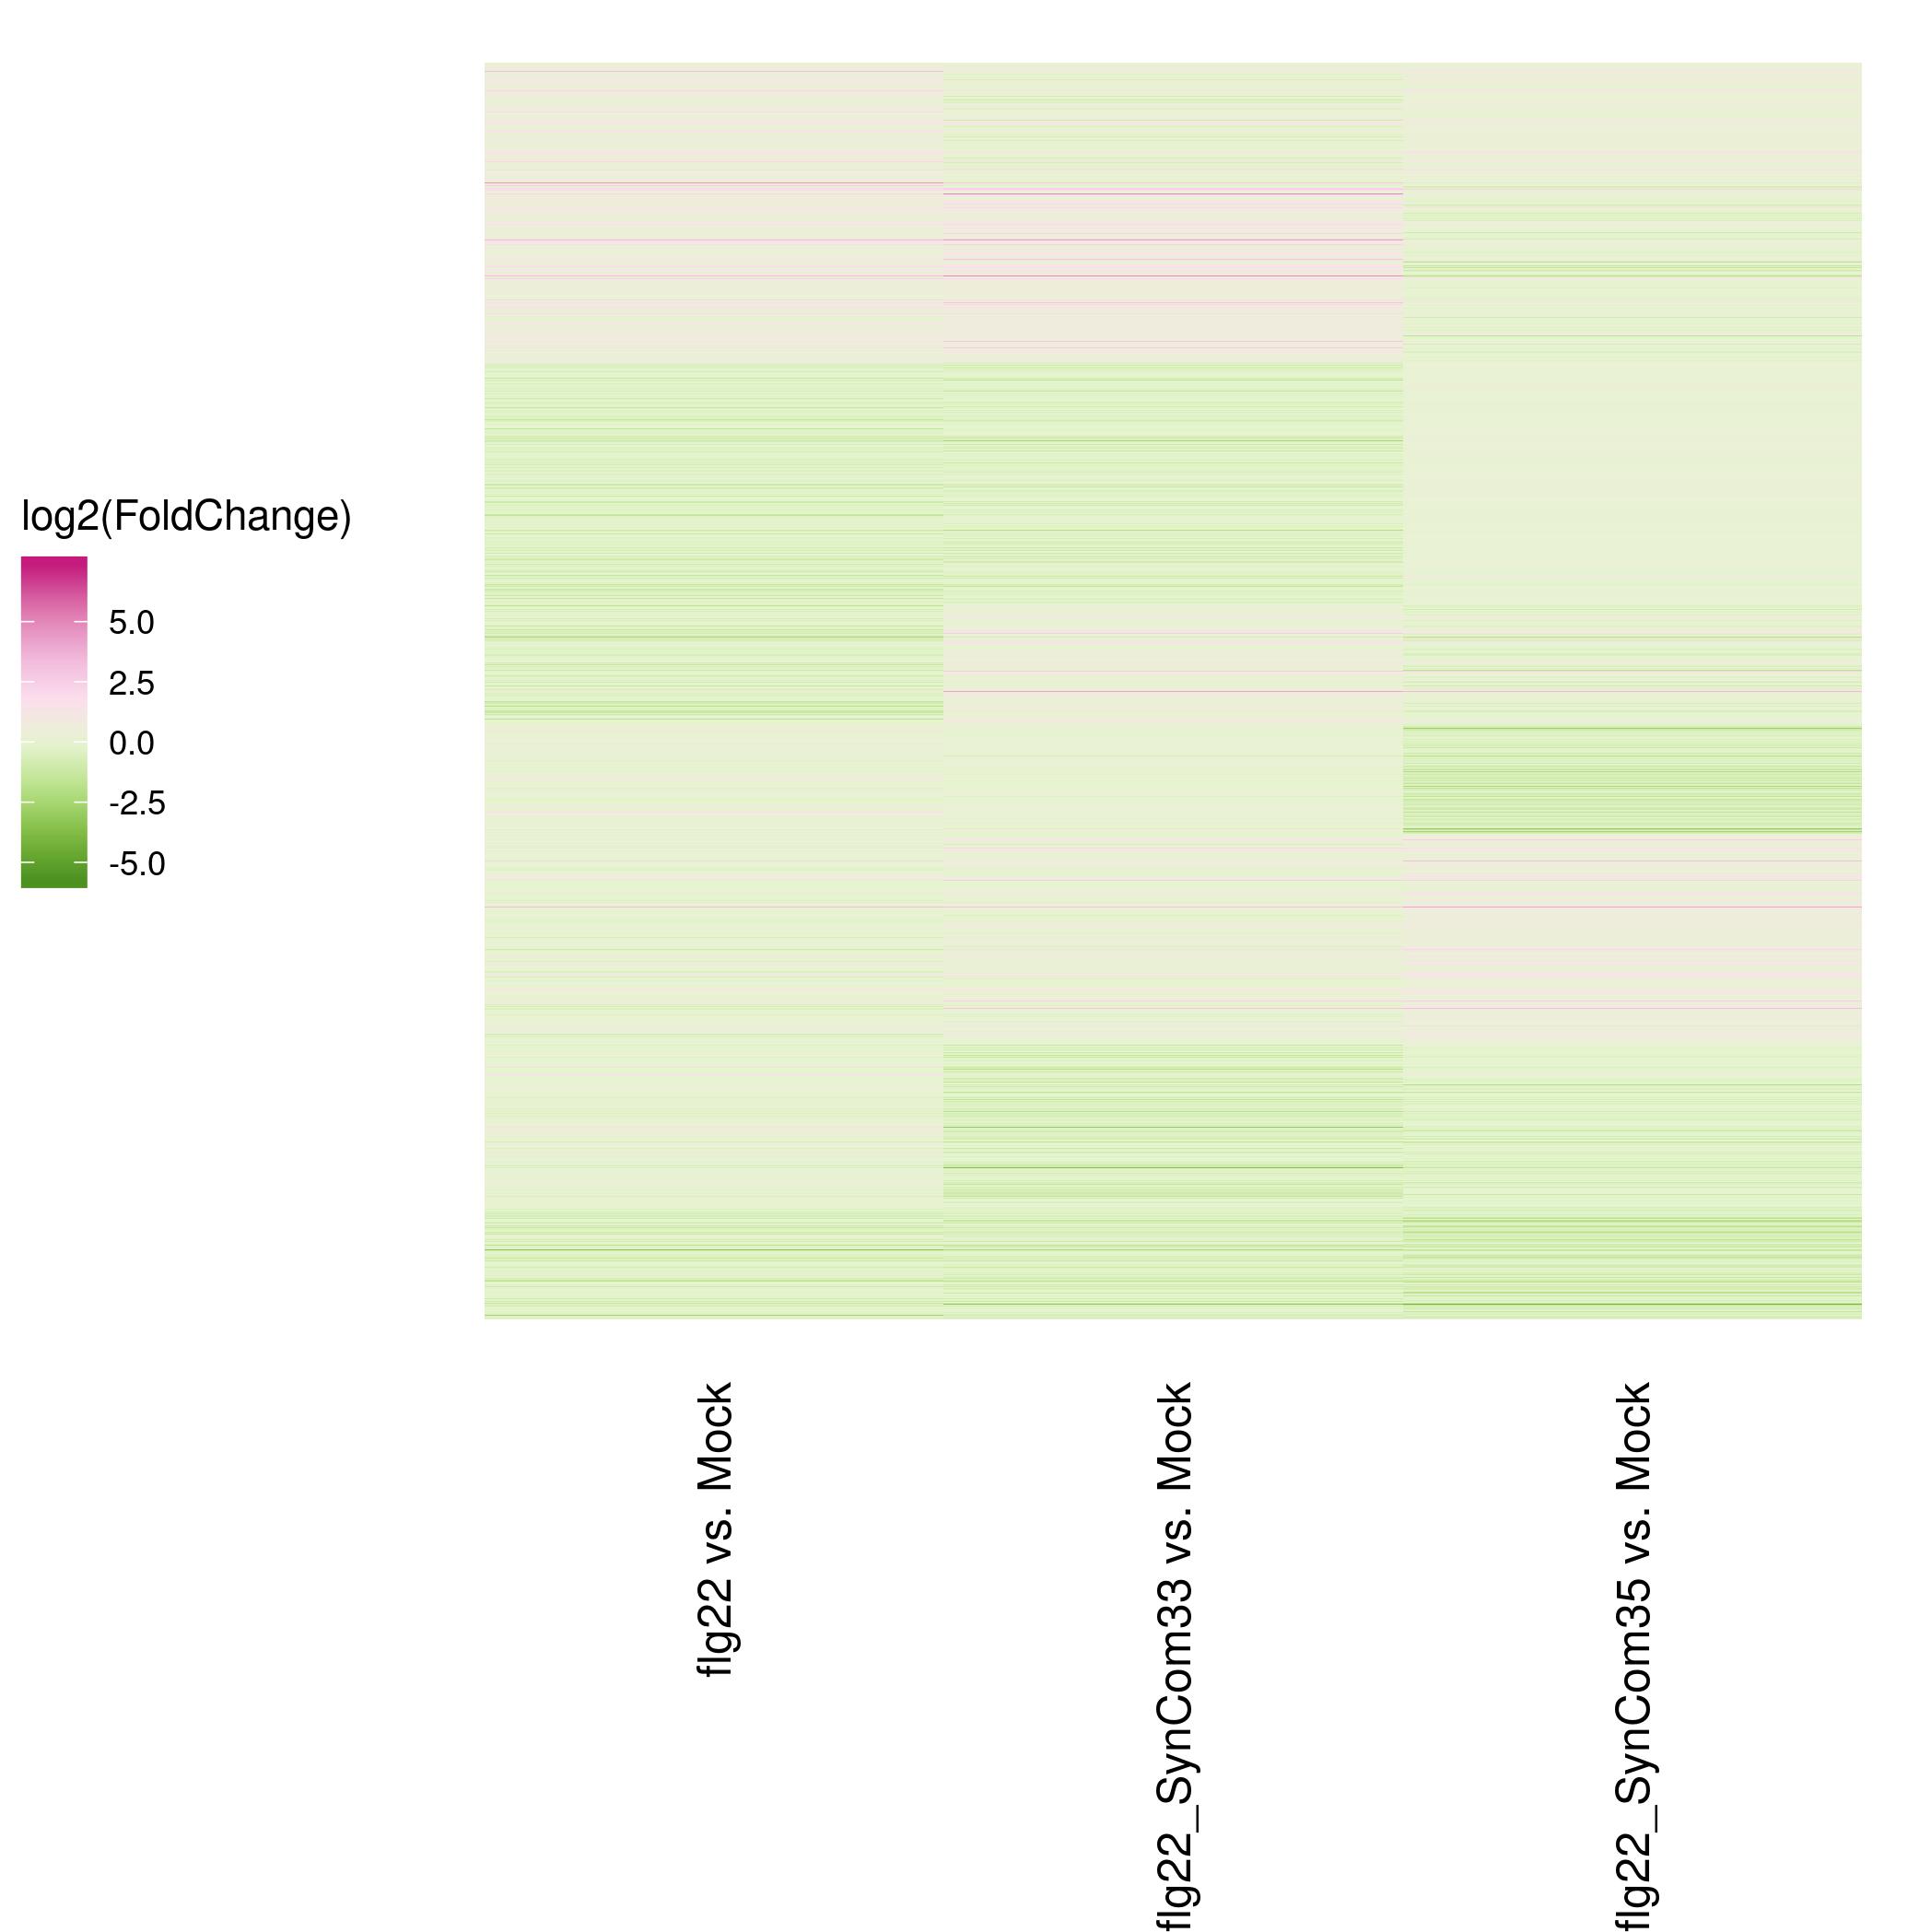 log2(FoldChange)
5.0
2.5
0.0
-2.5
-5.0
flg22 vs. Mock
flg22_SynCom33 vs. Mock
flg22_SynCom35 vs. Mock